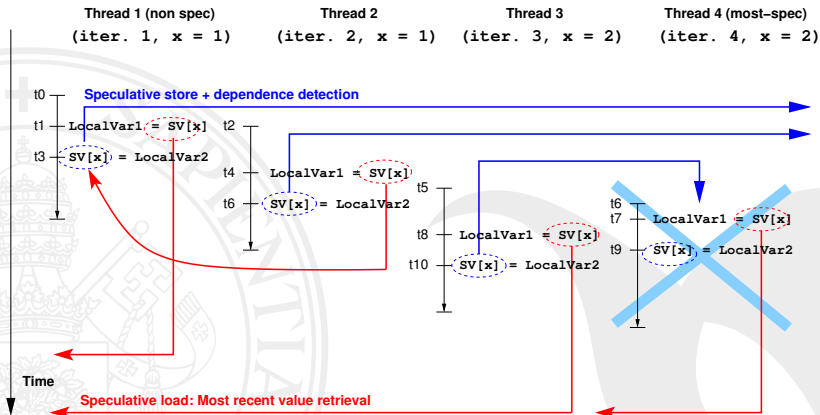 Thread 1 (non spec) Thread 2 Thread 3 Thread 4 (most−spec)
(iter. 1, x = 1) (iter. 2, x = 1) (iter. 3, x = 2) (iter. 4, x = 2)
t0 Speculative store + dependence detection
t1 LocalVar1 = SV[x] t2
t3 SV[x] = LocalVar2
t4 LocalVar1 = SV[x] t5
t6 SV[x] = LocalVar2 t6
t7 LocalVar1 = SV[x]
t8 LocalVar1 = SV[x]
t9 SV[x] = LocalVar2
t10 SV[x] = LocalVar2
Time
Speculative load: Most recent value retrieval
SAPIENTIA